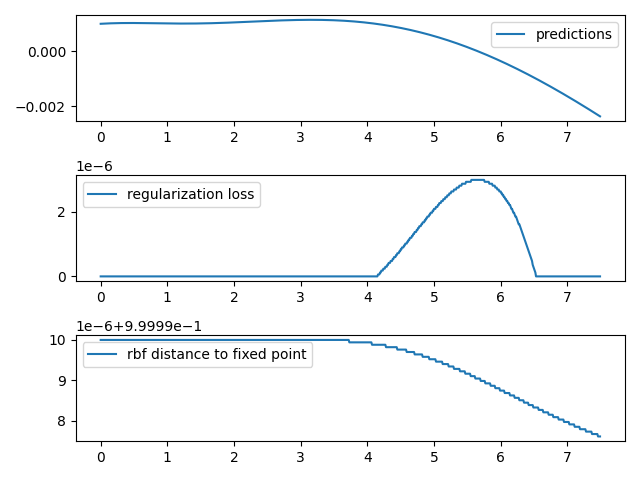 predictions
0.000
−0.002
0 1 2 3 4 5 6 7
1e−6
regularization loss
2
0
0 1 2 3 4 5 6 7
1e−6+9.9999e−1
10
rbf distance to fixed point
9
8
0 1 2 3 4 5 6 7